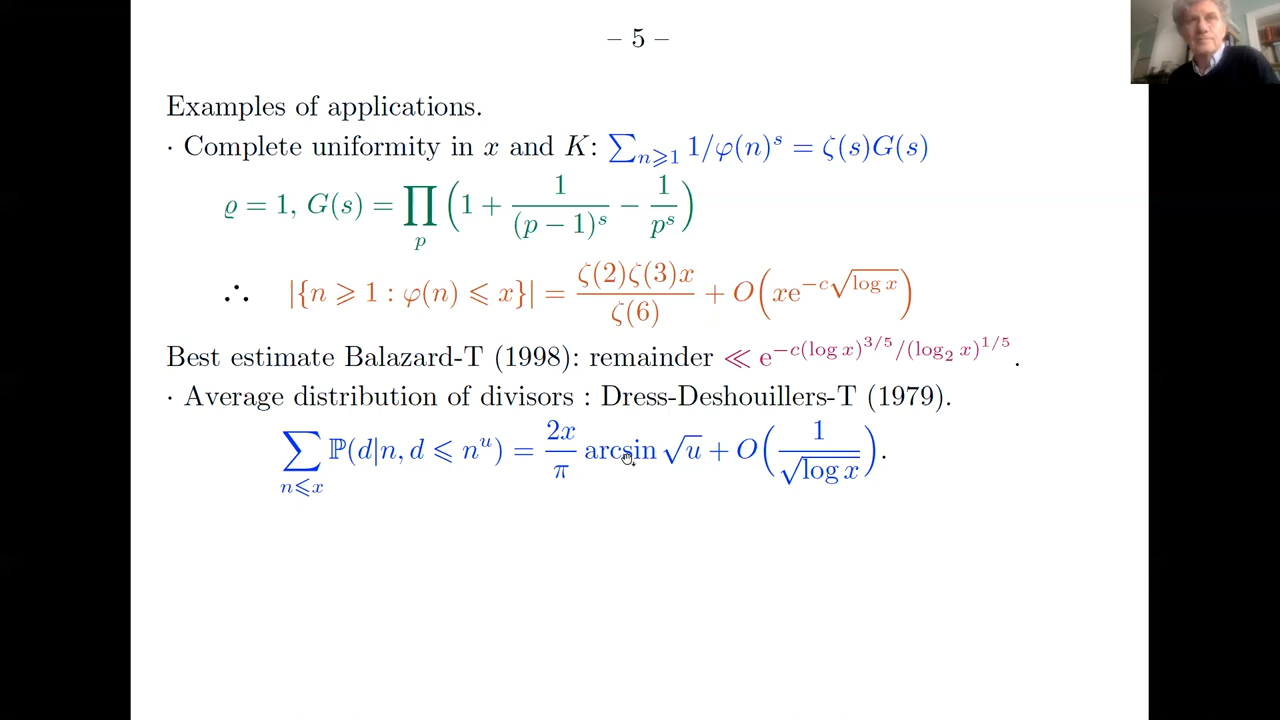 – 5 –
Examples of applications.
· Complete uniformity in x and K: ∑_{n⩾1} 1/φ(n)^s = ζ(s)G(s)
ϱ = 1, G(s) = ∏_p (1 + 1/(p − 1)^s − 1/p^s)
∴ |{n ⩾ 1 : φ(n) ⩽ x}| = ζ(2)ζ(3)x/ζ(6) + O(xe^{−c√(log x)})
Best estimate Balazard-T (1998): remainder ≪ e^{−c(log x)^{3/5}/(log₂ x)^{1/5}} .
· Average distribution of divisors : Dress-Deshouillers-T (1979).
∑_{n⩽x} ℙ(d|n, d ⩽ n^u) = 2x/π arcsin √u + O(1/√(log x)).